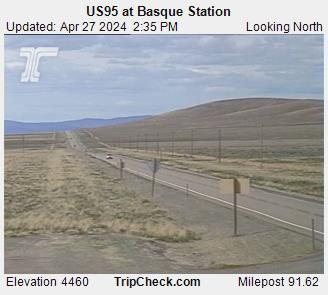 US95 at Basque Station
Updated: Apr 27 2024  2:35 PM Looking North
Elevation 4460 TripCheck.com Milepost 91.62